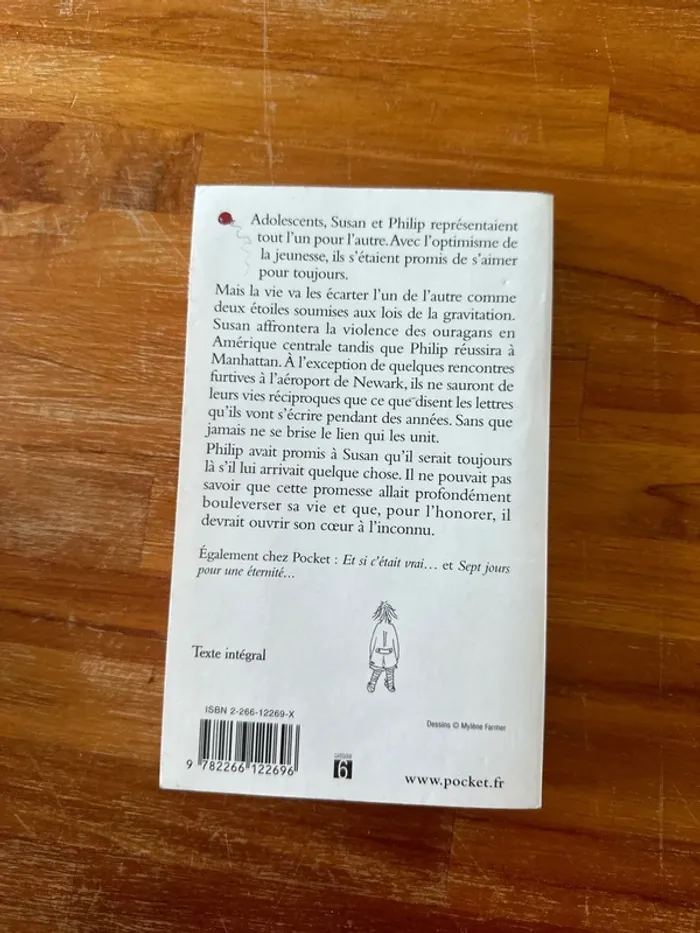 Adolescents, Susan et Philip représentaient
tout l'un pour l'autre. Avec l'optimisme de
la jeunesse, ils s'étaient promis de s'aimer
pour toujours.
Mais la vie va les écarter l'un de l'autre comme
deux étoiles soumises aux lois de la gravitation.
Susan affrontera la violence des ouragans en
Amérique centrale tandis que Philip réussira à
Manhattan. À l'exception de quelques rencontres
furtives à l'aéroport de Newark, ils ne sauront de
leurs vies réciproques que ce que disent les lettres
qu'ils vont s'écrire pendant des années. Sans que
jamais ne se brise le lien qui les unit.
Philip avait promis à Susan qu'il serait toujours
là s'il lui arrivait quelque chose. Il ne pouvait pas
savoir que cette promesse allait profondément
bouleverser sa vie et que, pour l'honorer, il
devrait ouvrir son cœur à l'inconnu.
Également chez Pocket : Et si c'était vrai... et Sept jours
pour une éternité...
Texte intégral
ISBN 2-266-12269-X
Dessins © Mylène Farmer
9 782266 122696
6
www.pocket.fr